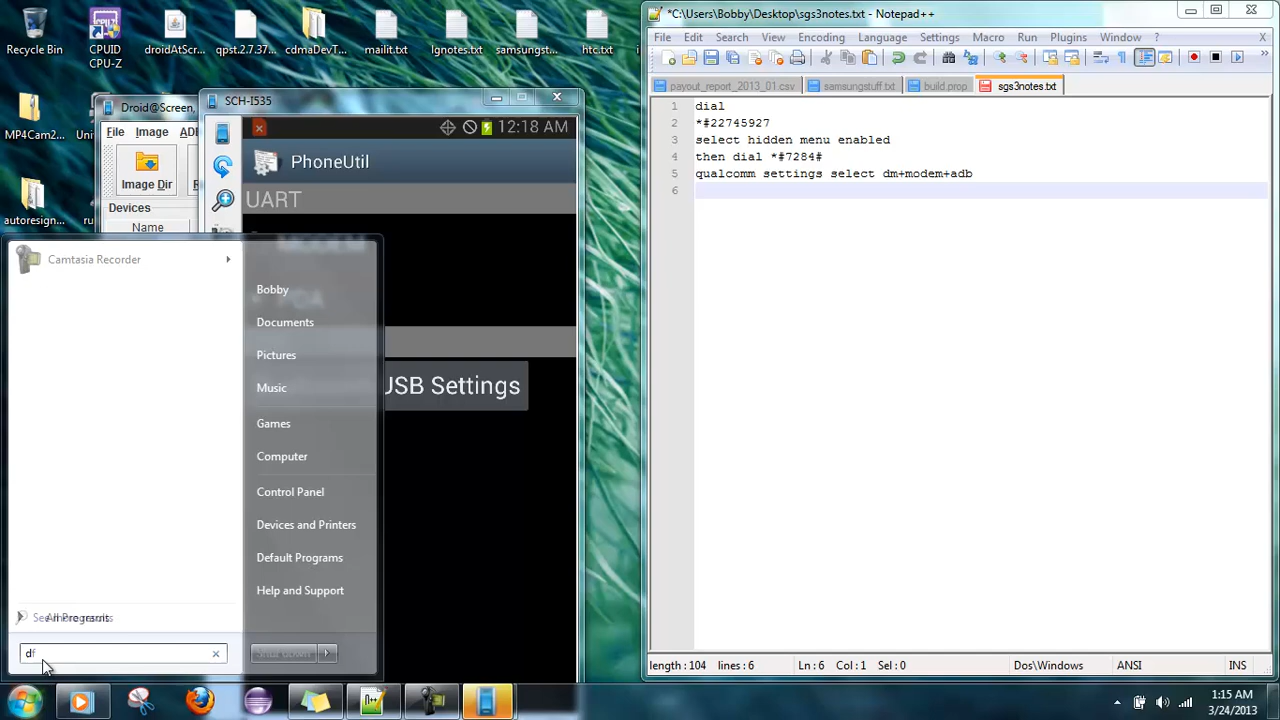 Recycle Bin
CPUID CPU-Z
droidAtScr...
qpst.2.7.37...
cdmaDevT...
mailit.txt
lgnotes.txt
samsungst...
htc.txt
MP4Cam2...
autoresign...
Droid@Screen,
File Image
Image Dir
Devices
Name
SCH-I535
12:18 AM
PhoneUtil
UART
MODEM
PDA
USB Settings
Camtasia Recorder
All Programs
df
Bobby
Documents
Pictures
Music
Games
Computer
Control Panel
Devices and Printers
Default Programs
Help and Support
Shut down
*C:\Users\Bobby\Desktop\sgs3notes.txt - Notepad++
File Edit Search View Encoding Language Settings Macro Run Plugins Window ? X
payout_report_2013_01.csv samsungstuff.txt build.prop sgs3notes.txt
1 dial
2 *#22745927
3 select hidden menu enabled
4 then dial *#7284#
5 qualcomm settings select dm+modem+adb
6
length : 104 lines : 6 Ln : 6 Col : 1 Sel : 0 Dos\Windows ANSI INS
1:15 AM
3/24/2013